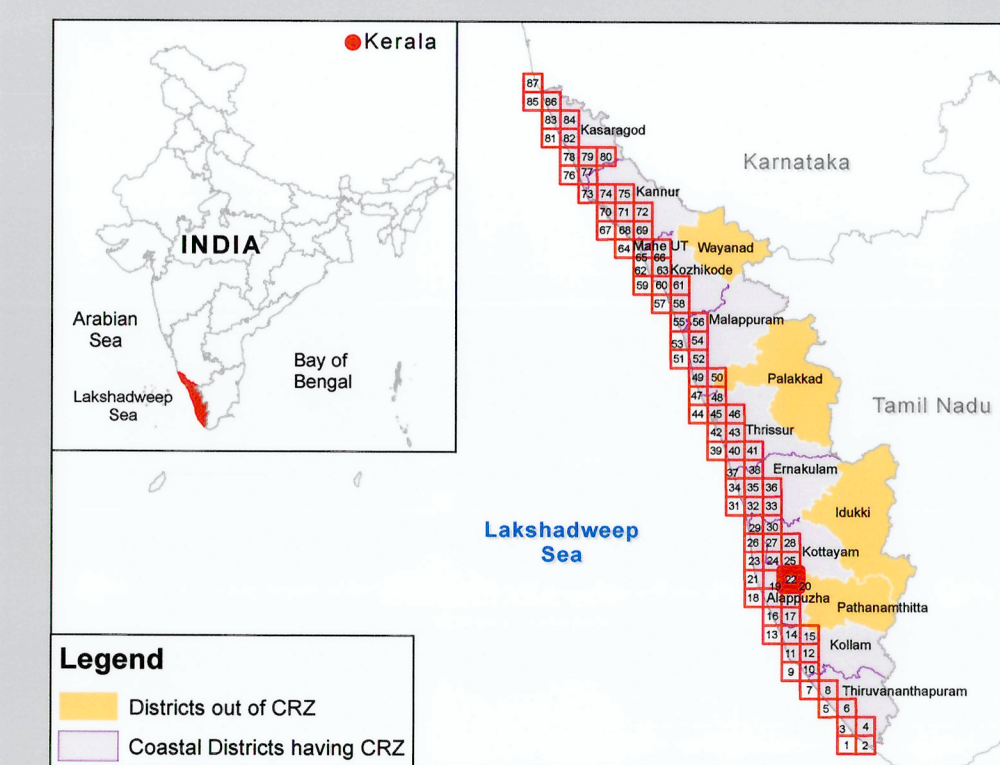 Kerala
INDIA
Arabian
Sea
Bay of
Bengal
Lakshadweep
Sea
87
85 86
83 84
Kasaragod
81 82
78 79 80
Karnataka
76 77
73 74 75 Kannur
70 71 72
67 68 69
64 Mahe UT
Wayanad
65 66
62 63 Kozhikode
59 60 61
57 58
55 56 Malappuram
53 54
51 52
49 50
Palakkad
47 48
44 45 46
Tamil Nadu
42 43 Thrissur
39 40 41
37 38 Ernakulam
34 35 36
31 32 33
Idukki
29 30
Lakshadweep
Sea
26 27 28
Kottayam
23 24 25
21 22
19 20
18 Alappuzha
Pathanamthitta
16 17
13 14 15
Kollam
11 12
9 10
7 8 Thiruvananthapuram
5 6
3 4
1 2
Legend
Districts out of CRZ
Coastal Districts having CRZ